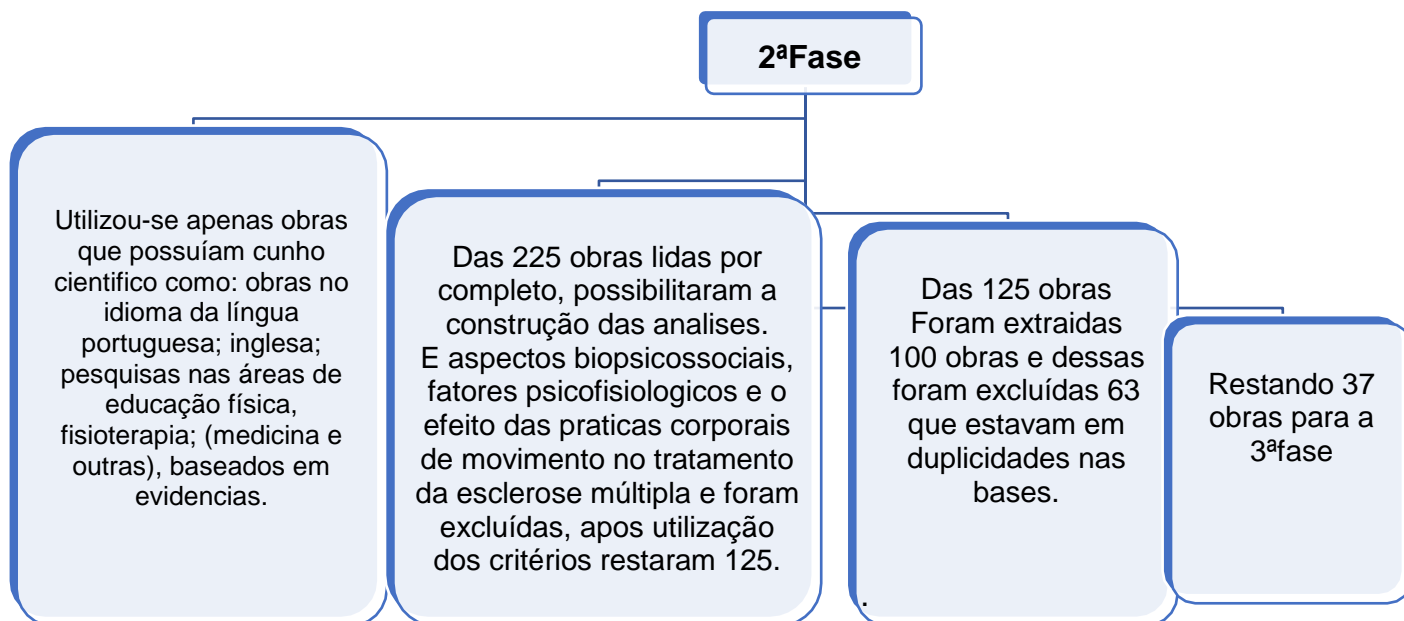 2ªFase
Utilizou-se apenas obras
que possuíam cunho
cientifico como: obras no
idioma da língua
portuguesa; inglesa;
pesquisas nas áreas de
educação física,
fisioterapia; (medicina e
outras), baseados em
evidencias.
Das 225 obras lidas por
completo, possibilitaram a
construção das analises.
E aspectos biopsicossociais,
fatores psicofisiologicos e o
efeito das praticas corporais
de movimento no tratamento
da esclerose múltipla e foram
excluídas, apos utilização
dos critérios restaram 125.
Das 125 obras
Foram extraidas
100 obras e dessas
foram excluídas 63
que estavam em
duplicidades nas
bases.
.
Restando 37
obras para a
3ªfase